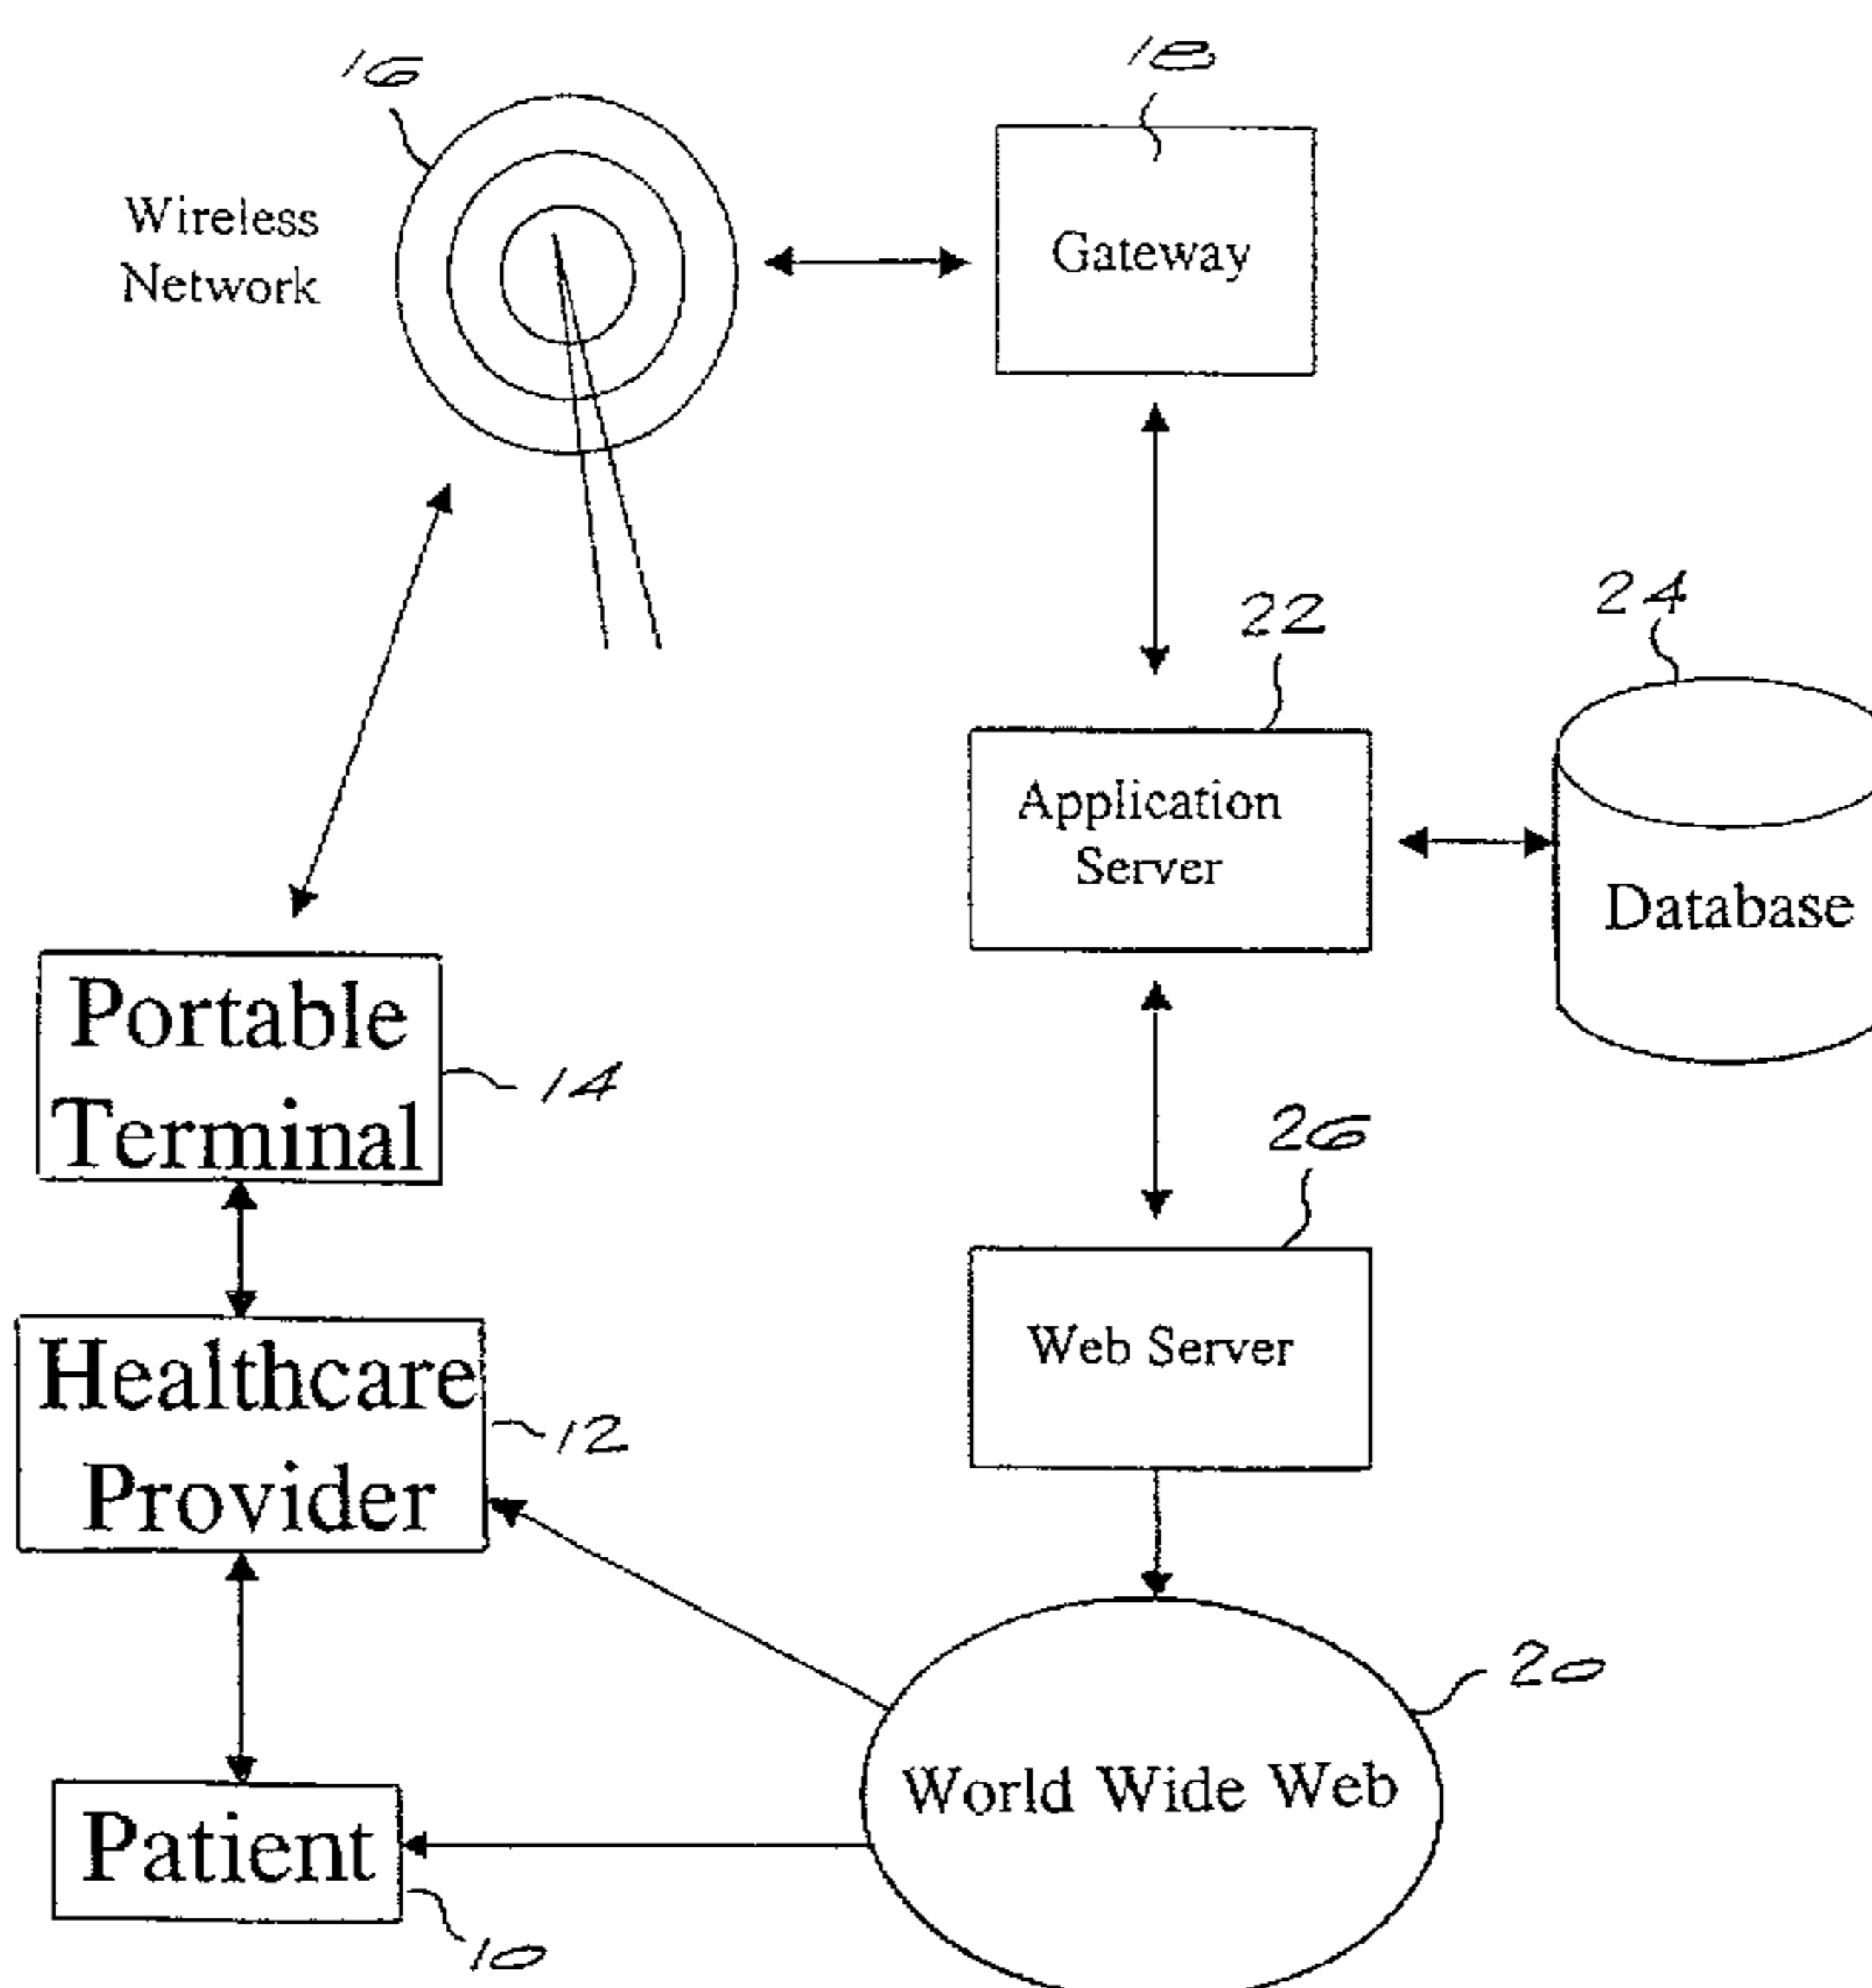 16
18
Wireless
Network
Gateway
22
24
Application
Server
Database
Portable
Terminal
14
26
Healthcare
Provider
12
Web Server
20
World Wide Web
Patient
10